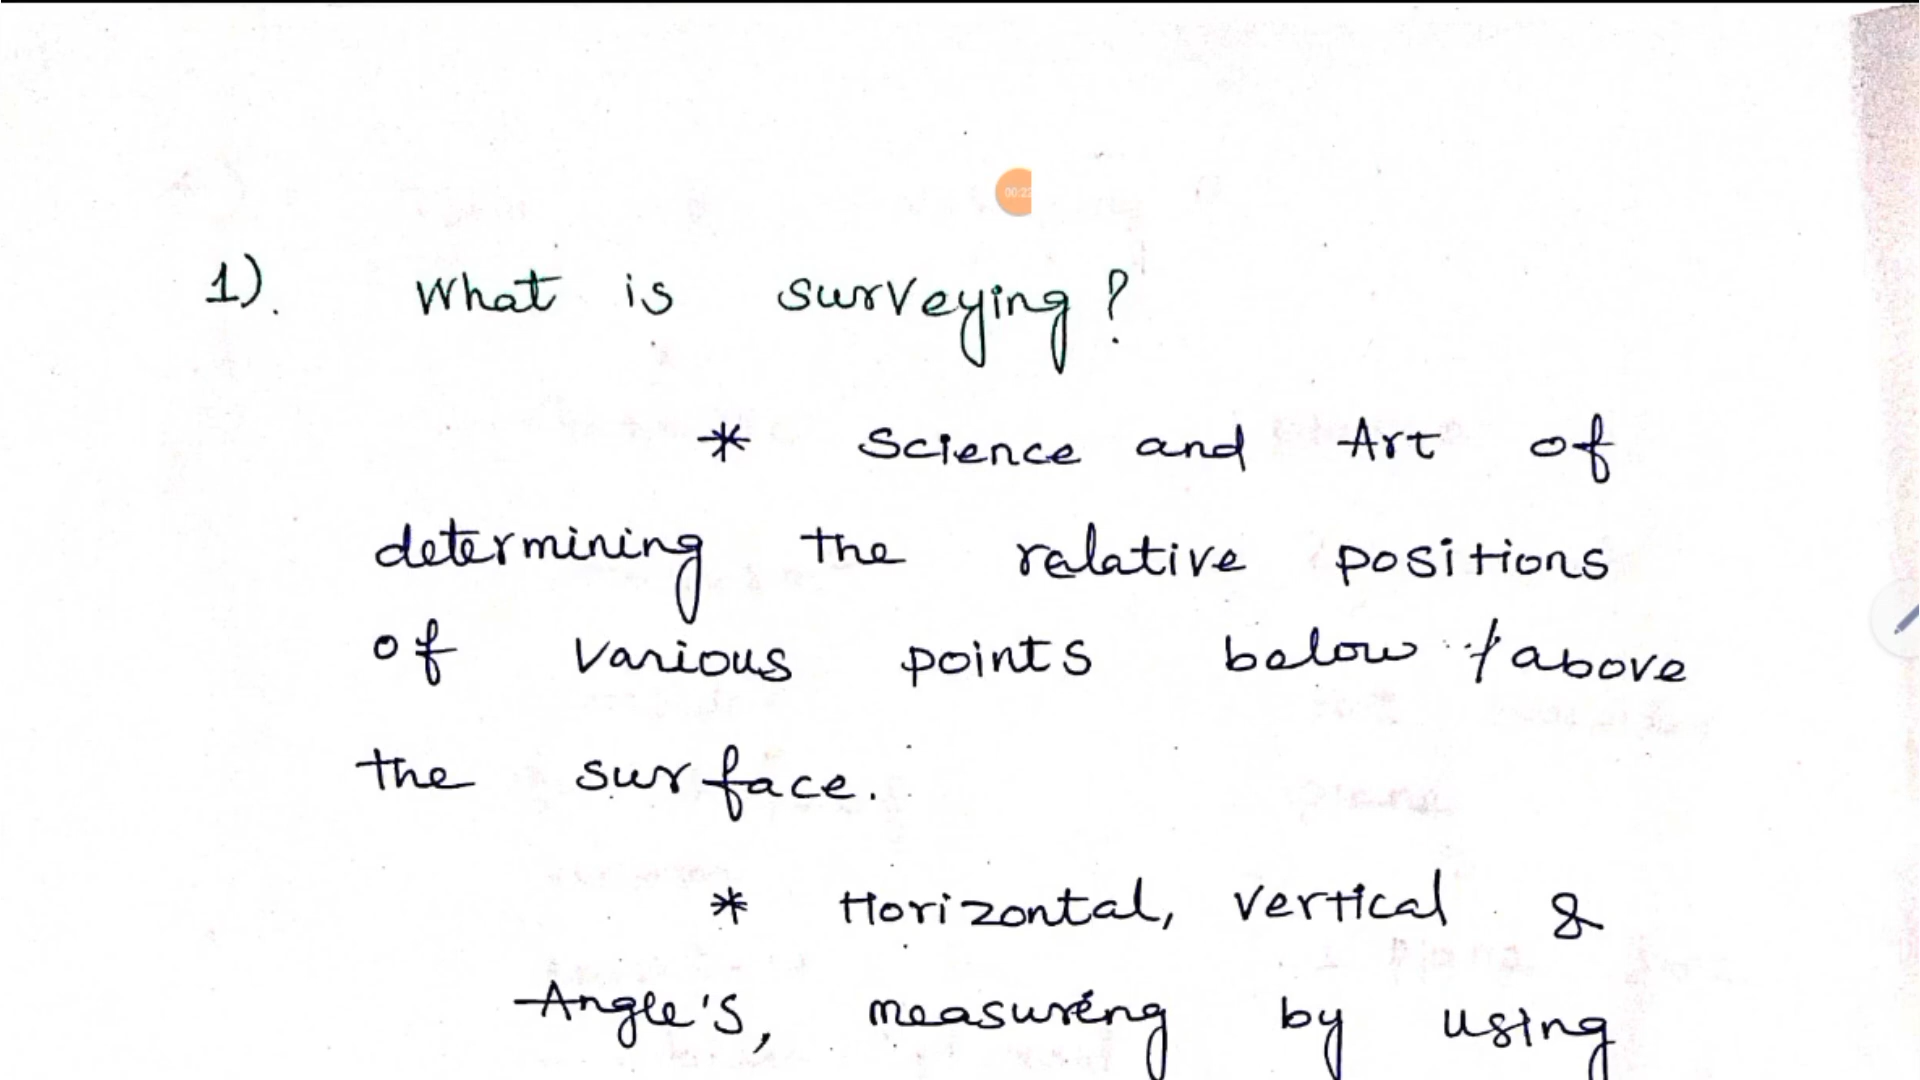 1). What is surveying?
* Science and Art of
determining the relative positions
of various points below / above
the surface.
* Horizontal, vertical &
Angle's, measuring by using